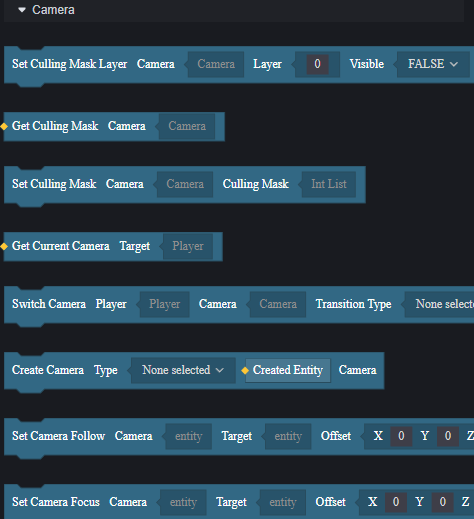 Camera
Set Culling Mask Layer Camera Camera Layer 0 Visible FALSE
Get Culling Mask Camera Camera
Set Culling Mask Camera Camera Culling Mask Int List
Get Current Camera Target Player
Switch Camera Player Player Camera Camera Transition Type None select
Create Camera Type None selected Created Entity Camera
Set Camera Follow Camera entity Target entity Offset X 0 Y 0 Z
Set Camera Focus Camera entity Target entity Offset X 0 Y 0 Z